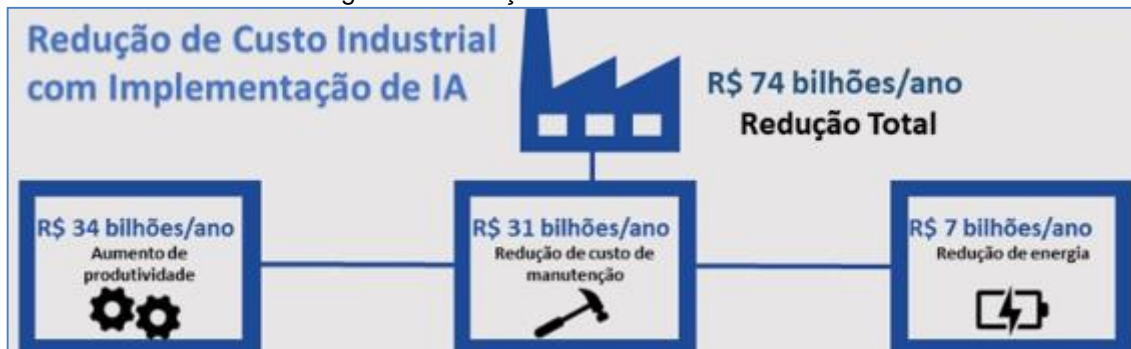 Redução de Custo Industrial
com Implementação de IA
R$ 74 bilhões/ano
Redução Total
R$ 34 bilhões/ano
Aumento de
produtividade
R$ 31 bilhões/ano
Redução de custo de
manutenção
R$ 7 bilhões/ano
Redução de energia